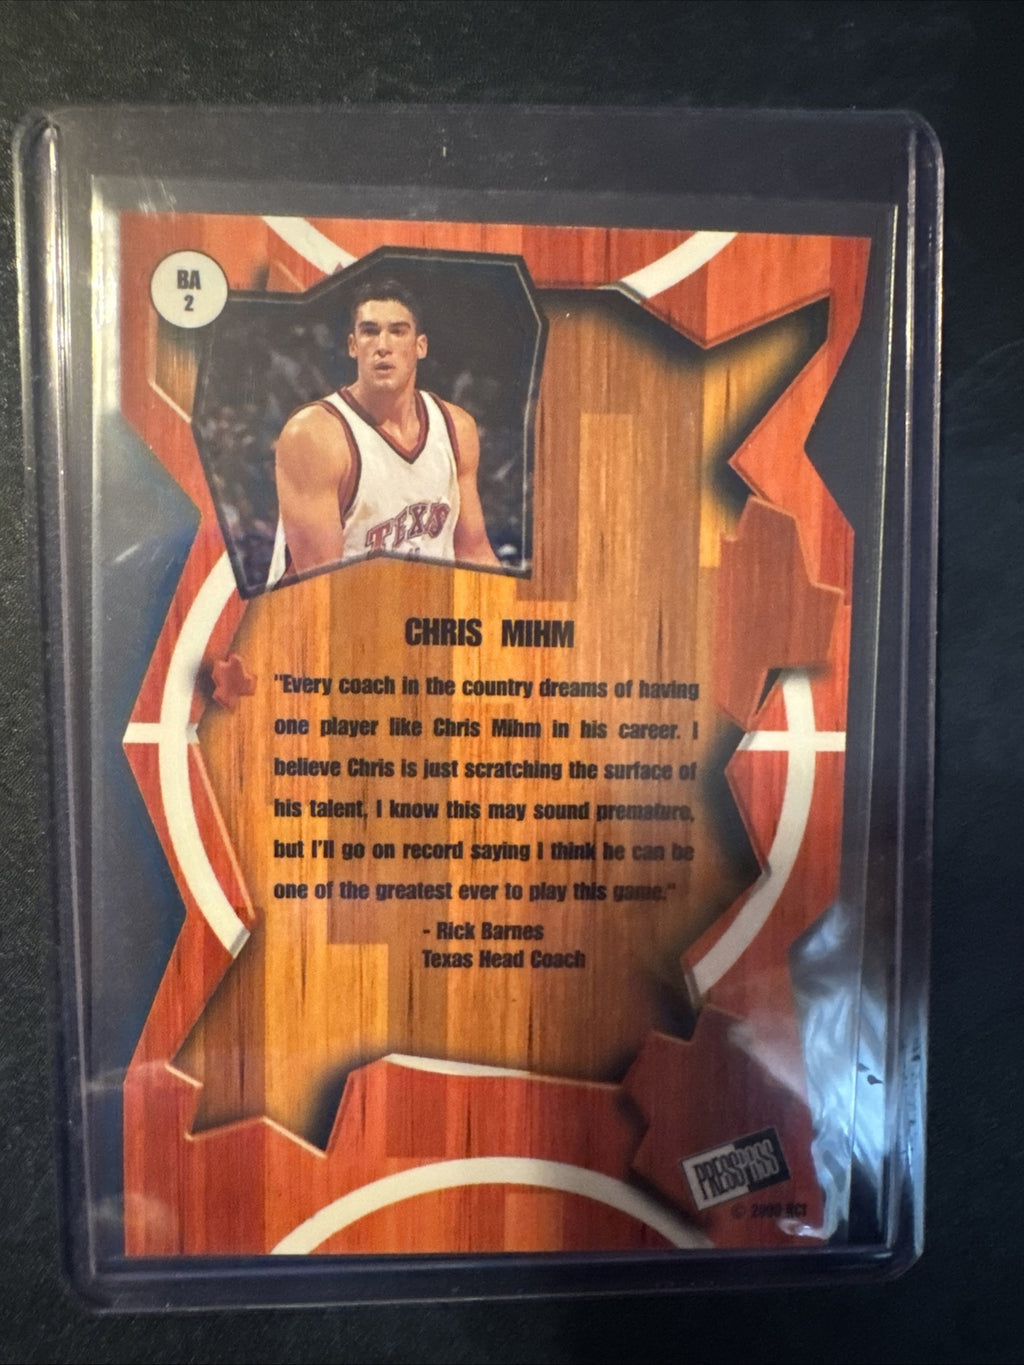 BA
2
TEXAS
CHRIS MIHM
"Every coach in the country dreams of having
one player like Chris Mihm in his career. I
believe Chris is just scratching the surface of
his talent, I know this may sound premature,
but I'll go on record saying I think he can be
one of the greatest ever to play this game."
- Rick Barnes
Texas Head Coach
PRESS PASS
© 2000 RCI